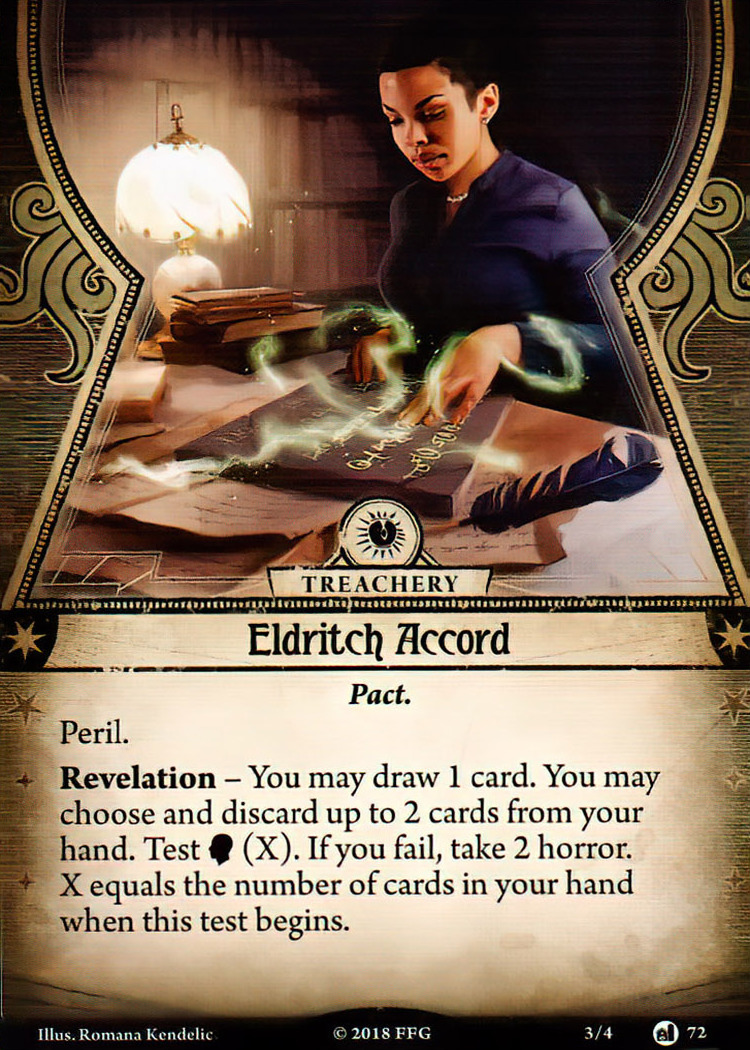 TREACHERY
Eldritch Accord
Pact.
Peril.
Revelation – You may draw 1 card. You may
choose and discard up to 2 cards from your
hand. Test (X). If you fail, take 2 horror.
X equals the number of cards in your hand
when this test begins.
Illus. Romana Kendelic © 2018 FFG 3/4 72